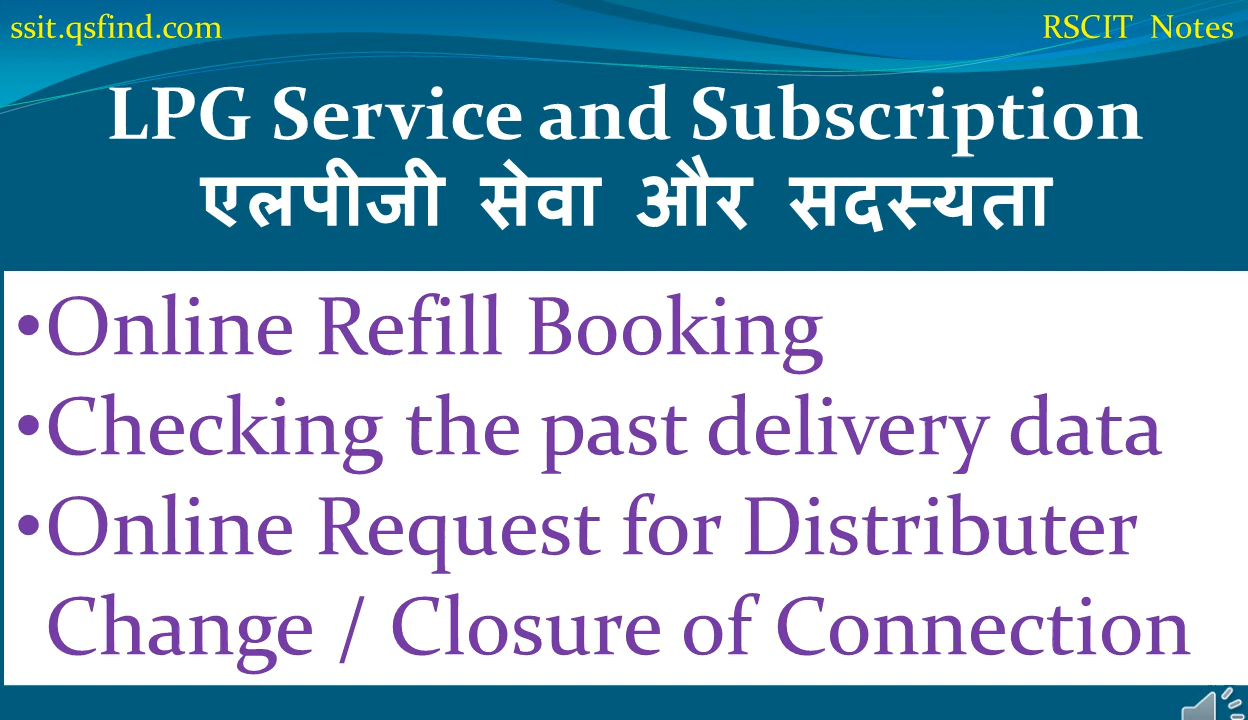 ssit.qsfind.com
RSCIT Notes
LPG Service and Subscription
एलपीजी सेवा और सदस्यता
•Online Refill Booking
•Checking the past delivery data
•Online Request for Distributer
Change / Closure of Connection